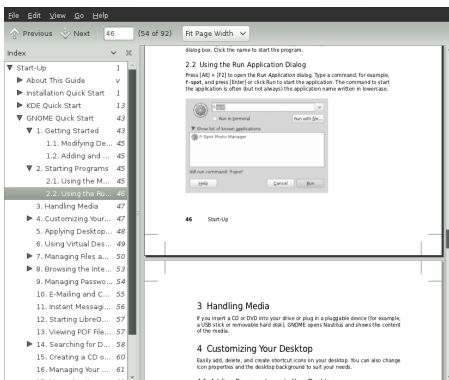 File Edit View Go Help
Previous Next 46 (54 of 92) Fit Page Width
Index
Start-Up 1
About This Guide v
Installation Quick Start 1
KDE Quick Start 13
GNOME Quick Start 43
1. Getting Started 43
1.1. Modifying De... 45
1.2. Adding and ... 45
2. Starting Programs 45
2.1. Using the M... 45
2.2. Using the Ru... 46
3. Handling Media 47
4. Customizing Your... 47
5. Applying Desktop... 48
6. Using Virtual Des... 49
7. Managing Files a... 50
8. Browsing the Inte... 53
9. Managing Passwo... 54
10. E-Mailing and C... 55
11. Instant Messagi... 56
12. Starting LibreO... 57
13. Viewing PDF File... 57
14. Searching for D... 58
15. Creating a CD o... 60
16. Managing Your ... 61
dialog box. Click the name to start the program.
2.2 Using the Run Application Dialog
Press [Alt] + [F2] to open the Run Application dialog. Type a command, for example,
f-spot, and press [Enter] or click Run to start the application. The command to start
the application is often (but not always) the application name written in lowercase.
f-spot
Run in terminal Run with file...
Show list of known applications
F-Spot Photo Manager
Will run command: 'f-spot'
Help Cancel Run
46 Start-Up
3 Handling Media
If you insert a CD or DVD into your drive or plug in a pluggable device (for example,
a USB stick or removable hard disk), GNOME opens Nautilus and shows the content
of the media.
4 Customizing Your Desktop
Easily add, delete, and create shortcut icons on your desktop. You can also change
icon properties and the desktop background to suit your needs.